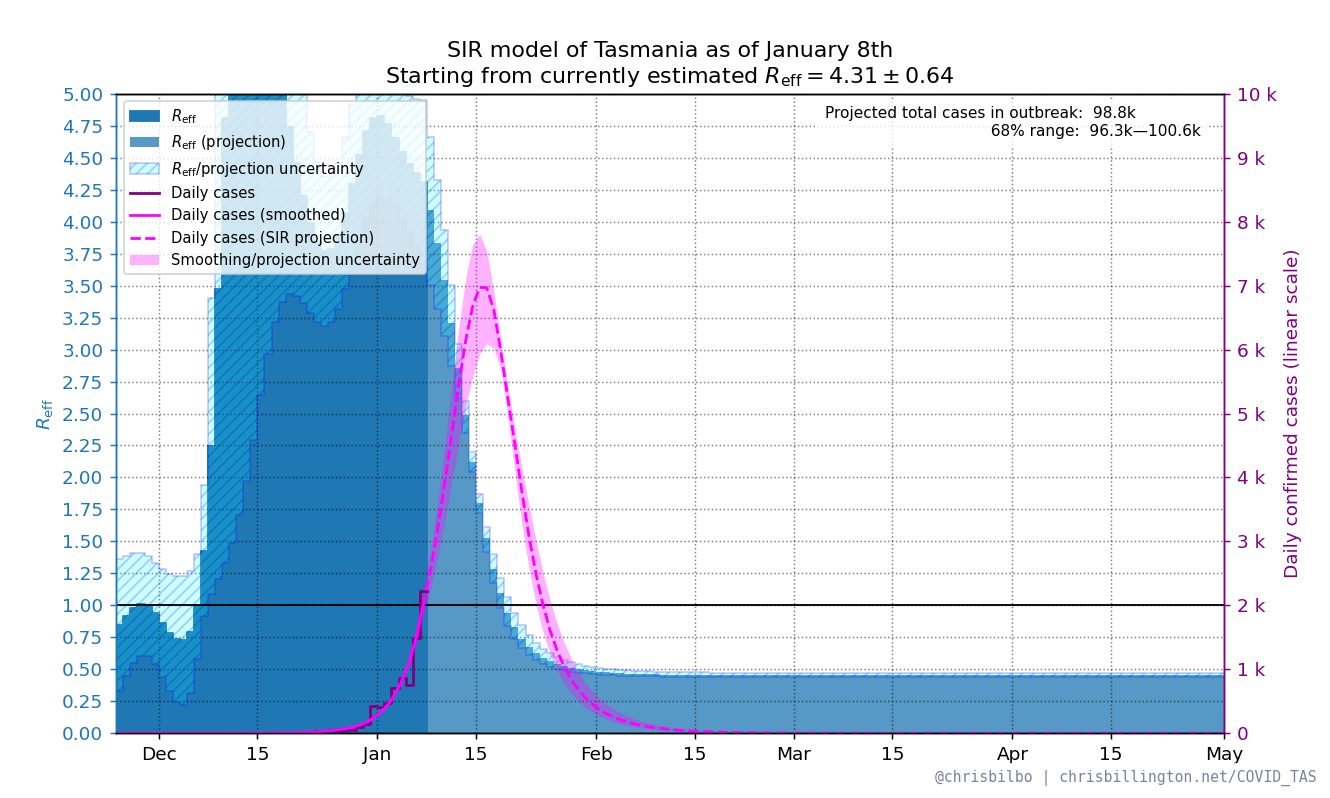 SIR model of Tasmania as of January 8th
Starting from currently estimated R_eff = 4.31 ± 0.64
Projected total cases in outbreak: 98.8k
68% range: 96.3k—100.6k
R_eff
R_eff (projection)
R_eff/projection uncertainty
Daily cases
Daily cases (smoothed)
Daily cases (SIR projection)
Smoothing/projection uncertainty
5.00
4.75
4.50
4.25
4.00
3.75
3.50
3.25
3.00
2.75
2.50
2.25
2.00
1.75
1.50
1.25
1.00
0.75
0.50
0.25
0.00
R_eff
10 k
9 k
8 k
7 k
6 k
5 k
4 k
3 k
2 k
1 k
0
Daily confirmed cases (linear scale)
Dec 15 Jan 15 Feb 15 Mar 15 Apr 15 May
@chrisbilbo | chrisbillington.net/COVID_TAS